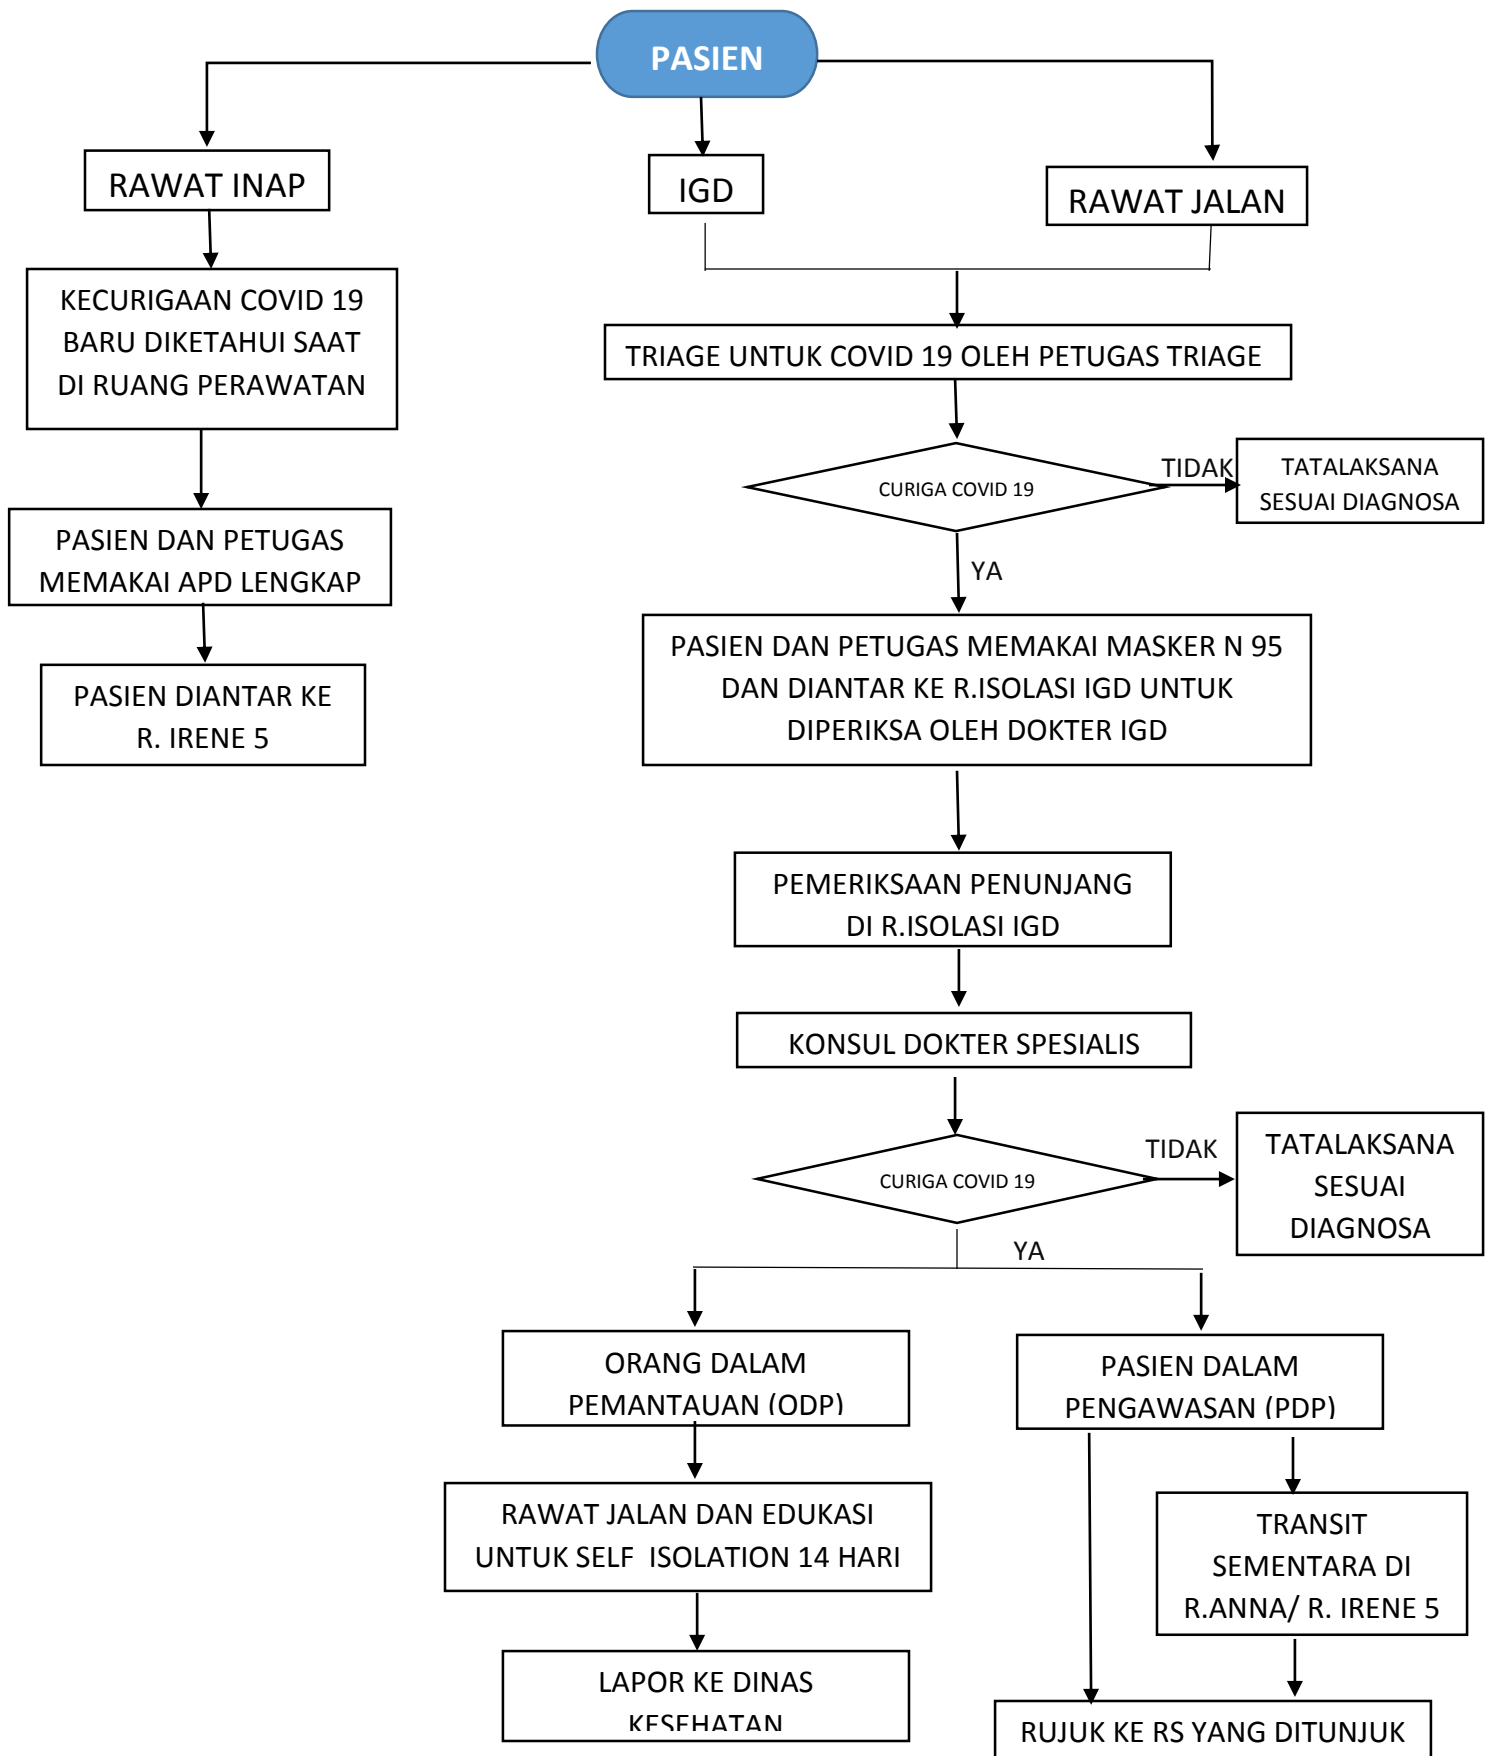 PASIEN
RAWAT INAP
IGD
RAWAT JALAN
KECURIGAAN COVID 19
BARU DIKETAHUI SAAT
DI RUANG PERAWATAN
TRIAGE UNTUK COVID 19 OLEH PETUGAS TRIAGE
CURIGA COVID 19
TIDAK
TATALAKSANA
SESUAI DIAGNOSA
PASIEN DAN PETUGAS
MEMAKAI APD LENGKAP
YA
PASIEN DAN PETUGAS MEMAKAI MASKER N 95
DAN DIANTAR KE R.ISOLASI IGD UNTUK
DIPERIKSA OLEH DOKTER IGD
PASIEN DIANTAR KE
R. IRENE 5
PEMERIKSAAN PENUNJANG
DI R.ISOLASI IGD
KONSUL DOKTER SPESIALIS
CURIGA COVID 19
TIDAK
TATALAKSANA
SESUAI
DIAGNOSA
YA
ORANG DALAM
PEMANTAUAN (ODP)
PASIEN DALAM
PENGAWASAN (PDP)
RAWAT JALAN DAN EDUKASI
UNTUK SELF  ISOLATION 14 HARI
TRANSIT
SEMENTARA DI
R.ANNA/ R. IRENE 5
LAPOR KE DINAS
KESEHATAN
RUJUK KE RS YANG DITUNJUK